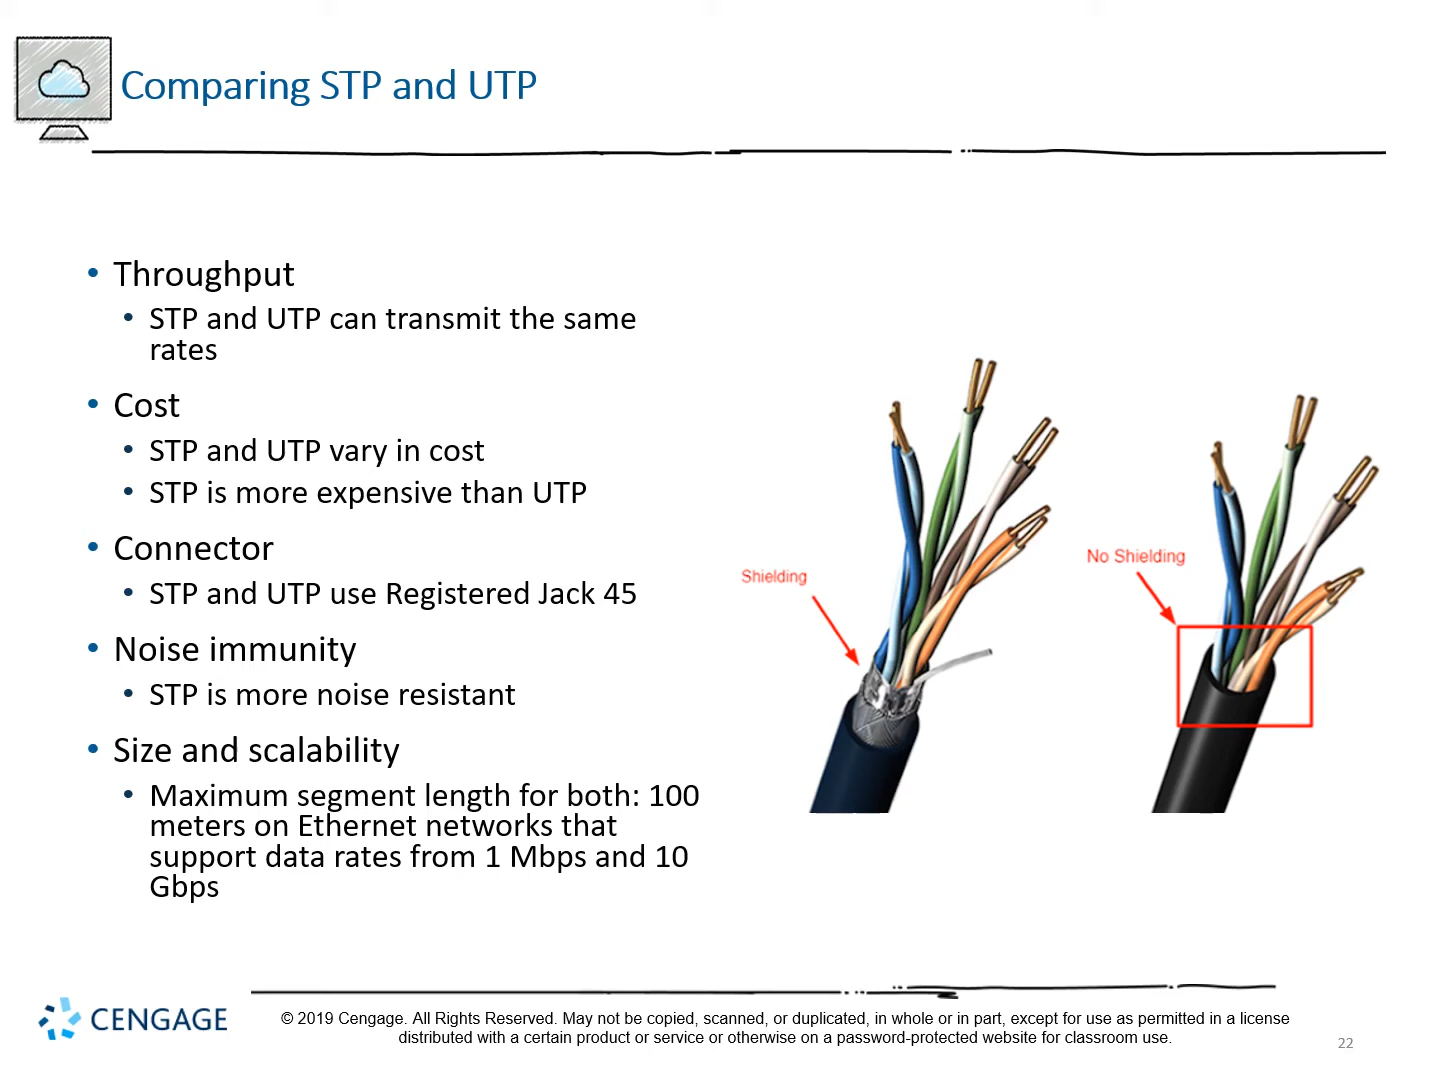 Comparing STP and UTP
• Throughput
• STP and UTP can transmit the same
rates
• Cost
• STP and UTP vary in cost
• STP is more expensive than UTP
• Connector
• STP and UTP use Registered Jack 45
• Noise immunity
• STP is more noise resistant
• Size and scalability
• Maximum segment length for both: 100
meters on Ethernet networks that
support data rates from 1 Mbps and 10
Gbps
Shielding
No Shielding
CENGAGE
© 2019 Cengage. All Rights Reserved. May not be copied, scanned, or duplicated, in whole or in part, except for use as permitted in a license
distributed with a certain product or service or otherwise on a password-protected website for classroom use.
22